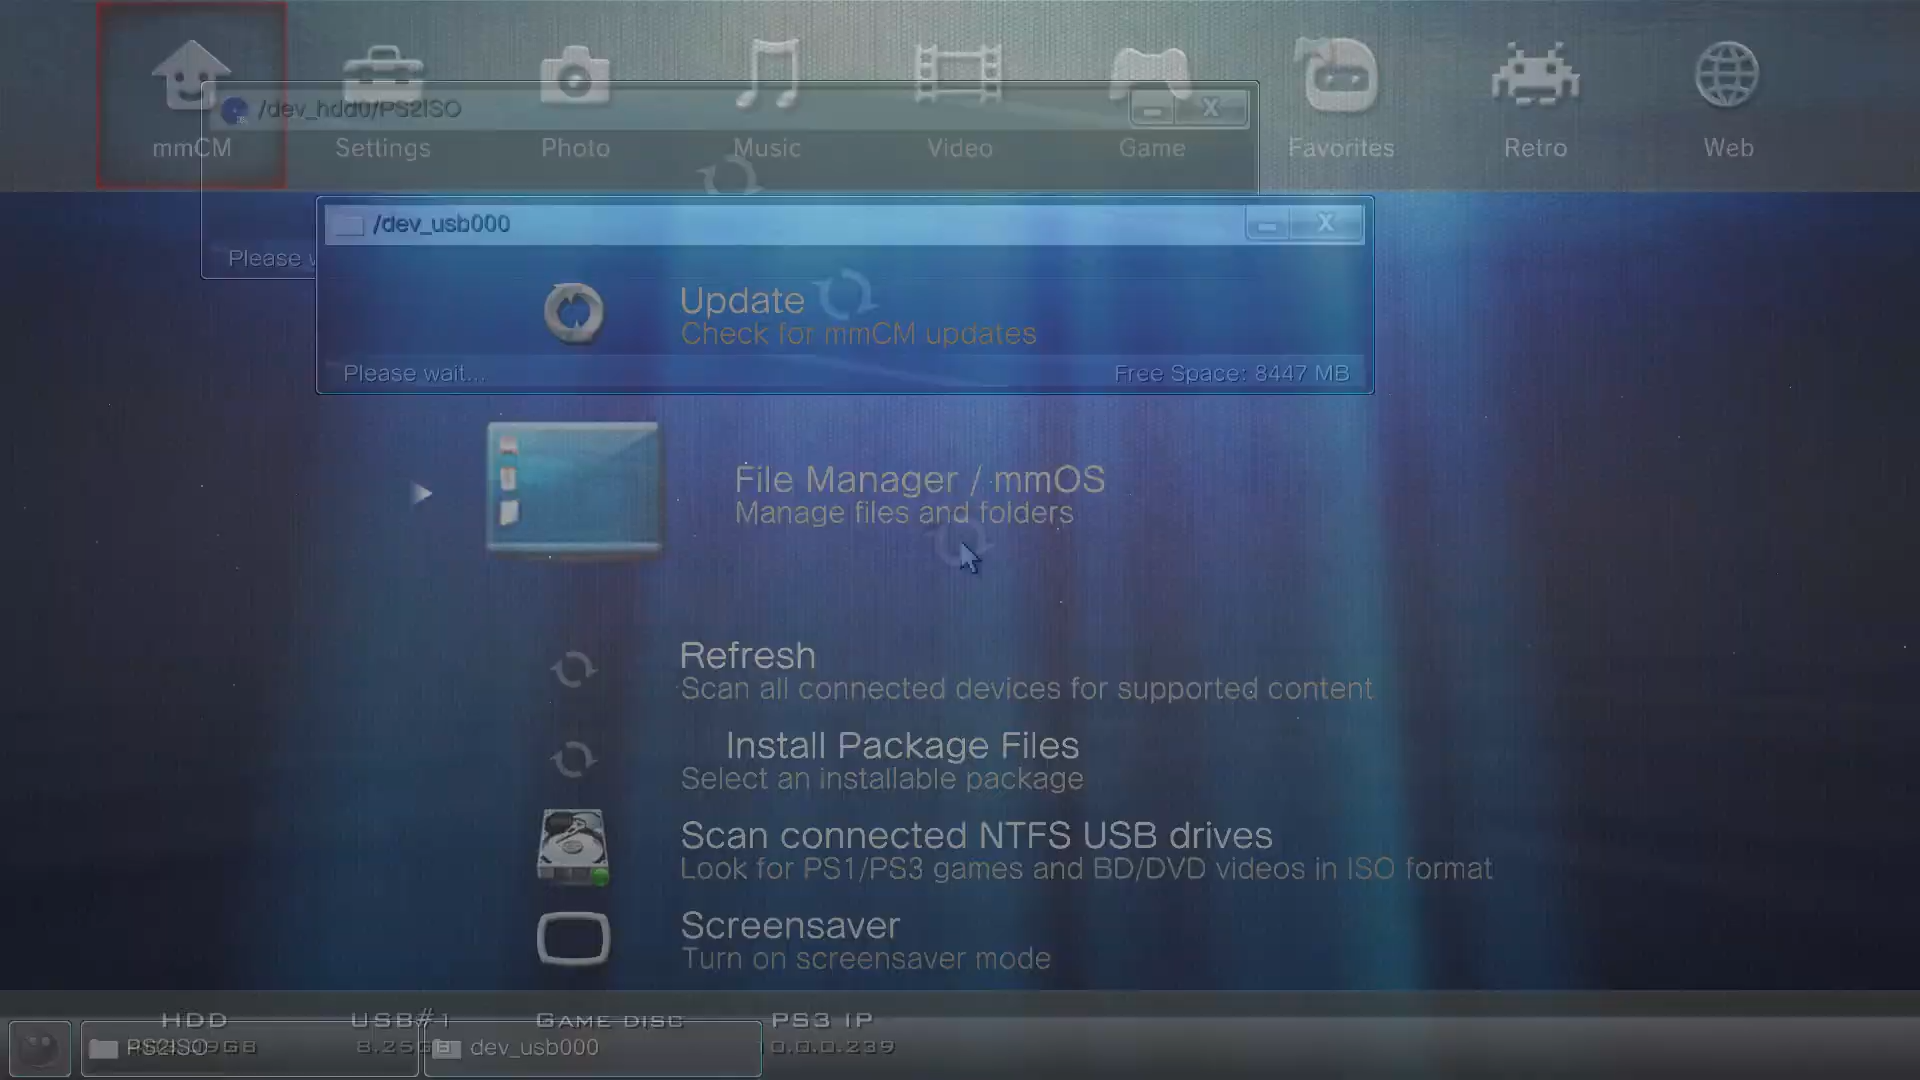 /dev_hdd0/PS2ISO
X
mmCM
Settings
Photo
Music
Video
Game
Favorites
Retro
Web
/dev_usb000
X
Please
Update
Check for mmCM updates
Please wait...
Free Space: 8447 MB
File Manager / mmOS
Manage files and folders
Refresh
Scan all connected devices for supported content
Install Package Files
Select an installable package
Scan connected NTFS USB drives
Look for PS1/PS3 games and BD/DVD videos in ISO format
Screensaver
Turn on screensaver mode
HDD
USB#1
Game disc
PS3 IP
PS2ISO
8.25GB
dev_usb000